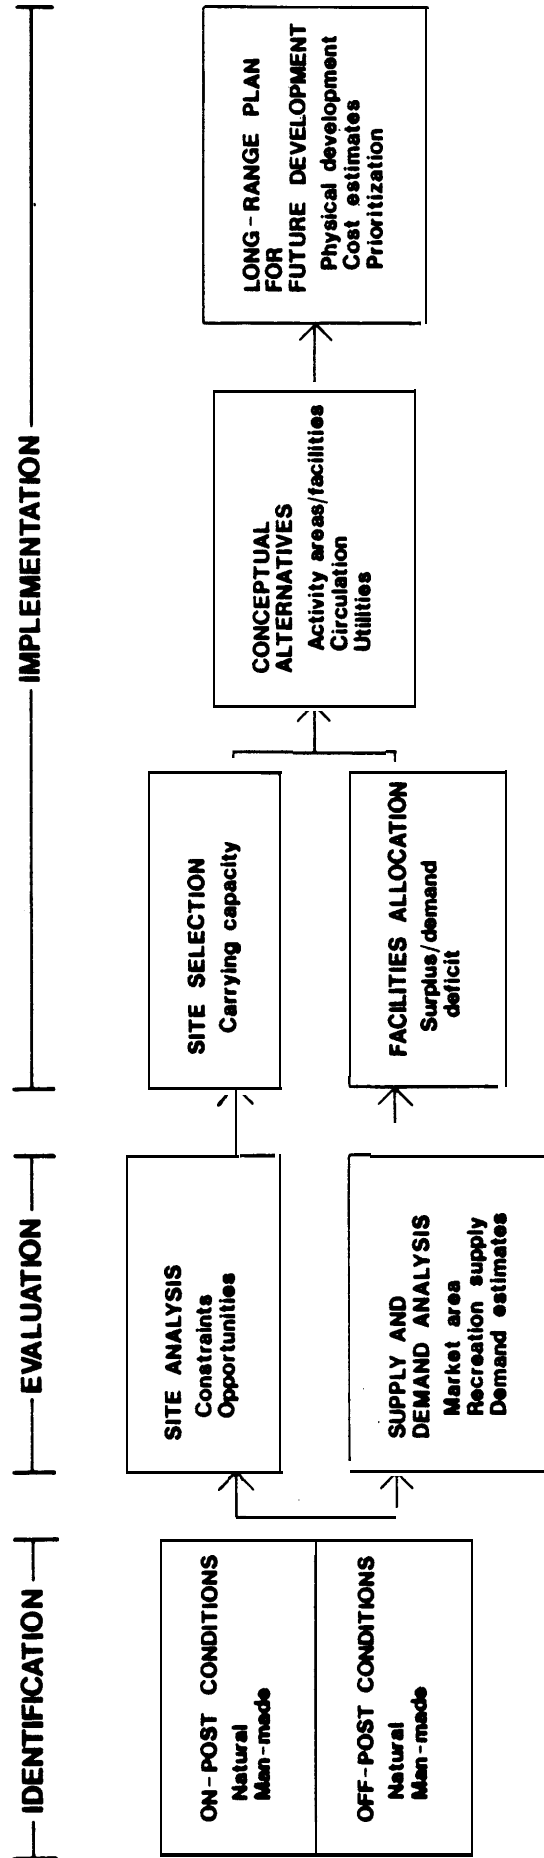 IDENTIFICATION
EVALUATION
IMPLEMENTATION
ON-POST CONDITIONS
Natural
Man-made
OFF-POST CONDITIONS
Natural
Man-made
SITE ANALYSIS
Constraints
Opportunities
SUPPLY AND
DEMAND ANALYSIS
Market area
Recreation supply
Demand estimates
SITE SELECTION
Carrying capacity
FACILITIES ALLOCATION
Surplus/demand
deficit
CONCEPTUAL
ALTERNATIVES
Activity areas/facilities
Circulation
Utilities
LONG-RANGE PLAN
FOR
FUTURE DEVELOPMENT
Physical development
Cost estimates
Prioritization